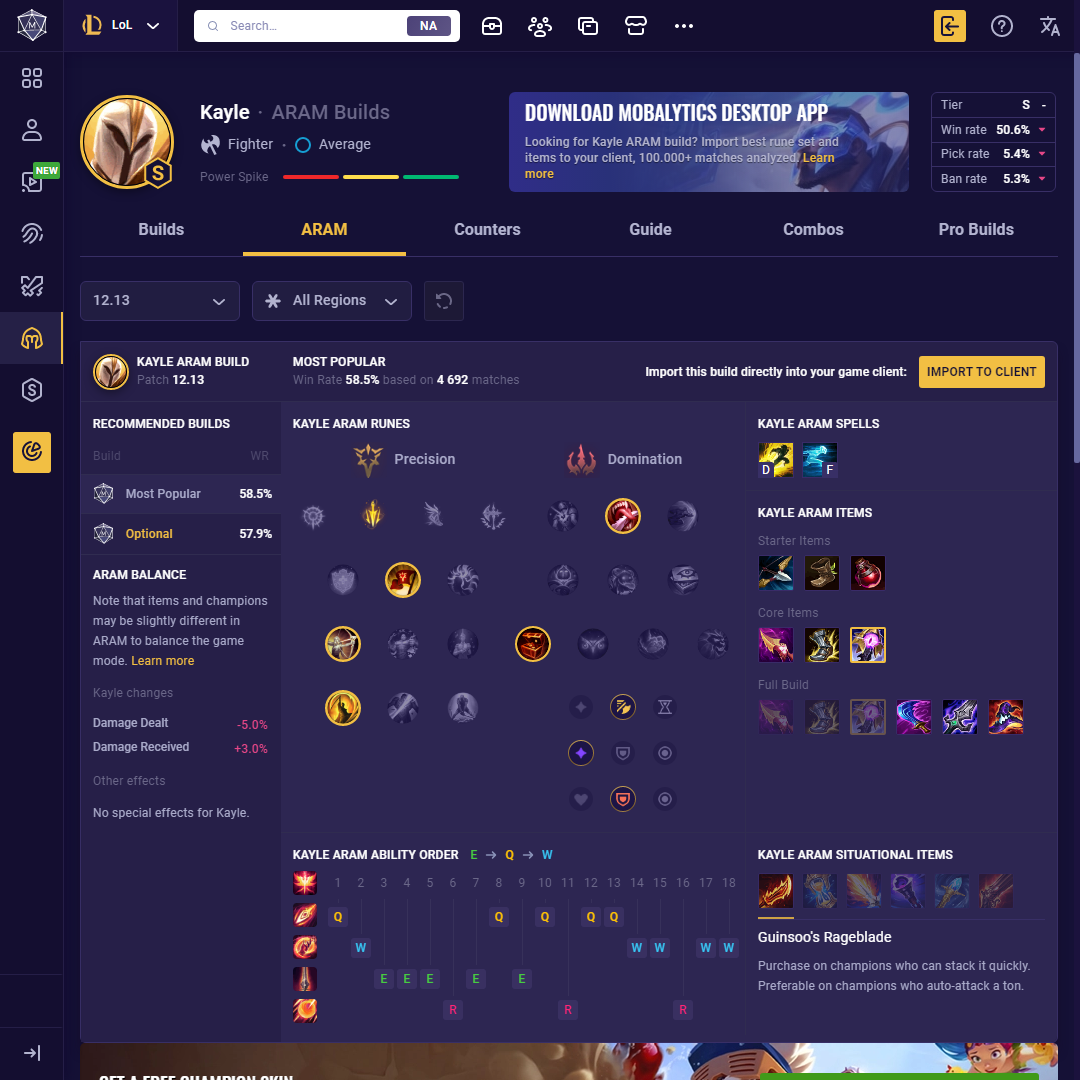 LoL
Search...
NA
NEW
Kayle · ARAM Builds
Fighter · Average
Power Spike
S
DOWNLOAD MOBALYTICS DESKTOP APP
Looking for Kayle ARAM build? Import best rune set and
items to your client, 100.000+ matches analyzed. Learn
more
Tier S -
Win rate 50.6%
Pick rate 5.4%
Ban rate 5.3%
Builds
ARAM
Counters
Guide
Combos
Pro Builds
12.13
All Regions
KAYLE ARAM BUILD
Patch 12.13
MOST POPULAR
Win Rate 58.5% based on 4 692 matches
Import this build directly into your game client:
IMPORT TO CLIENT
RECOMMENDED BUILDS
Build WR
Most Popular 58.5%
Optional 57.9%
ARAM BALANCE
Note that items and champions
may be slightly different in
ARAM to balance the game
mode. Learn more
Kayle changes
Damage Dealt -5.0%
Damage Received +3.0%
Other effects
No special effects for Kayle.
KAYLE ARAM RUNES
Precision
Domination
KAYLE ARAM SPELLS
D
F
KAYLE ARAM ITEMS
Starter Items
Core Items
Full Build
KAYLE ARAM ABILITY ORDER E → Q → W
1 2 3 4 5 6 7 8 9 10 11 12 13 14 15 16 17 18
Q Q Q Q Q
W W W W W
E E E E E
R R R
KAYLE ARAM SITUATIONAL ITEMS
Guinsoo's Rageblade
Purchase on champions who can stack it quickly.
Preferable on champions who auto-attack a ton.
GET A FREE CHAMPION SKIN